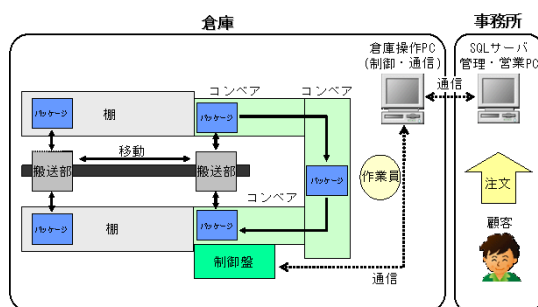 倉庫
事務所
倉庫操作PC
(制御・通信)
SQLサーバ
管理・営業PC
通信
コンベア
コンベア
パッケージ
棚
パッケージ
移動
搬送部
搬送部
パッケージ
作業員
注文
コンベア
パッケージ
棚
パッケージ
顧客
制御盤
通信